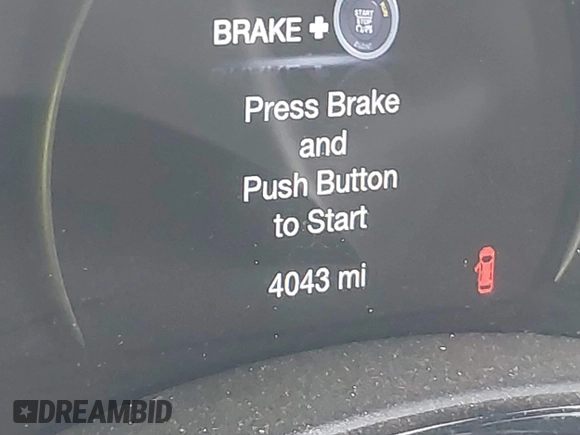 BRAKE +
START
STOP
Press Brake
and
Push Button
to Start
4043 mi
DREAMBID